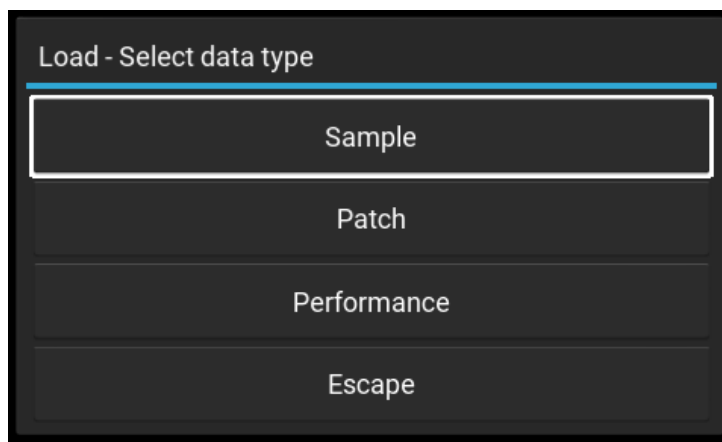 Load - Select data type
Sample
Patch
Performance
Escape